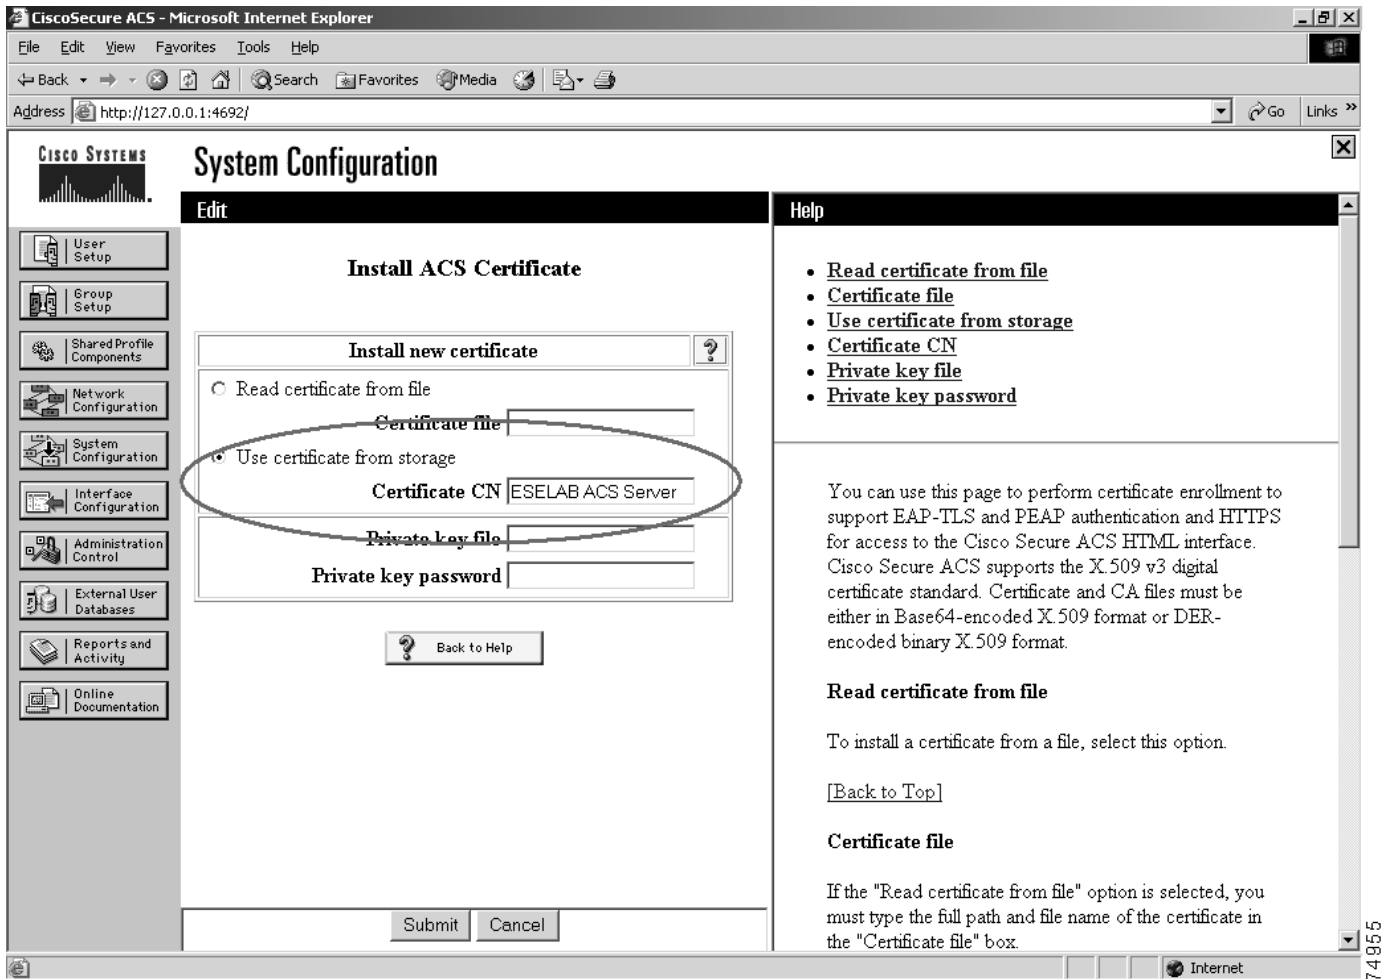 CiscoSecure ACS - Microsoft Internet Explorer
File Edit View Favorites Tools Help
Back Search Favorites Media
Address http://127.0.0.1:4692/ Go Links »
CISCO SYSTEMS
System Configuration
User Setup
Group Setup
Shared Profile Components
Network Configuration
System Configuration
Interface Configuration
Administration Control
External User Databases
Reports and Activity
Online Documentation
Edit
Install ACS Certificate
Install new certificate ?
Read certificate from file
Certificate file
Use certificate from storage
Certificate CN ESELAB ACS Server
Private key file
Private key password
? Back to Help
Submit Cancel
Help
• Read certificate from file
• Certificate file
• Use certificate from storage
• Certificate CN
• Private key file
• Private key password
You can use this page to perform certificate enrollment to
support EAP-TLS and PEAP authentication and HTTPS
for access to the Cisco Secure ACS HTML interface.
Cisco Secure ACS supports the X.509 v3 digital
certificate standard. Certificate and CA files must be
either in Base64-encoded X.509 format or DER-
encoded binary X.509 format.
Read certificate from file
To install a certificate from a file, select this option.
[Back to Top]
Certificate file
If the "Read certificate from file" option is selected, you
must type the full path and file name of the certificate in
the "Certificate file" box.
Internet
74955